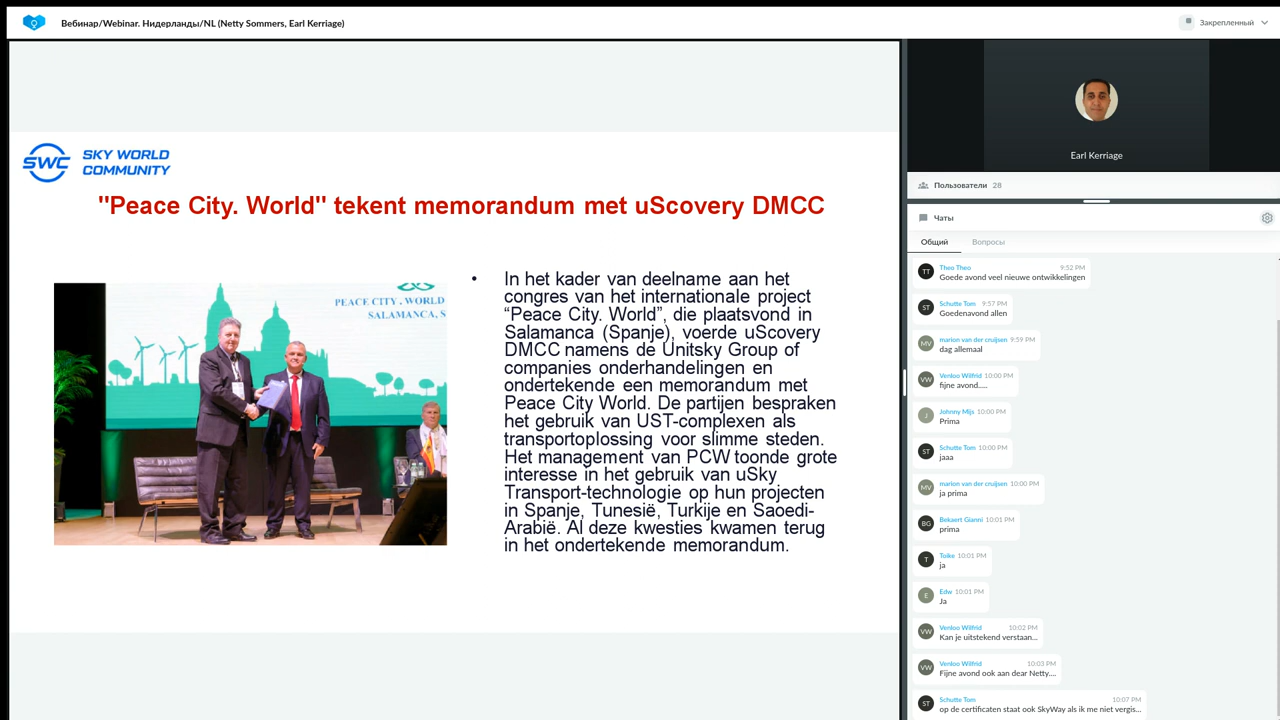 Вебинар/Webinar. Нидерланды/NL (Netty Sommers, Earl Kerriage)
Закрепленный
SWC SKY WORLD
COMMUNITY
"Peace City. World" tekent memorandum met uScovery DMCC
PEACE CITY . WORLD
SALAMANCA, S
• In het kader van deelname aan het
congres van het internationale project
“Peace City. World”, die plaatsvond in
Salamanca (Spanje), voerde uScovery
DMCC namens de Unitsky Group of
companies onderhandelingen en
ondertekende een memorandum met
Peace City World. De partijen bespraken
het gebruik van UST-complexen als
transportoplossing voor slimme steden.
Het management van PCW toonde grote
interesse in het gebruik van uSky
Transport-technologie op hun projecten
in Spanje, Tunesië, Turkije en Saoedi-
Arabië. Al deze kwesties kwamen terug
in het ondertekende memorandum.
Earl Kerriage
Пользователи 28
Чаты
Общий Вопросы
TT Theo Theo 9:52 PM
Goede avond veel nieuwe ontwikkelingen
ST Schutte Tom 9:57 PM
Goedenavond allen
MV marion van der cruijsen 9:59 PM
dag allemaal
VW Venloo Wilfrid 10:00 PM
fijne avond.....
J Johnny Mijs 10:00 PM
Prima
ST Schutte Tom 10:00 PM
jaaa
MV marion van der cruijsen 10:00 PM
ja prima
BG Bekaert Gianni 10:01 PM
prima
T Toike 10:01 PM
ja
E Edw 10:01 PM
Ja
VW Venloo Wilfrid 10:02 PM
Kan je uitstekend verstaan...
VW Venloo Wilfrid 10:03 PM
Fijne avond ook aan dear Netty....
ST Schutte Tom 10:07 PM
op de certificaten staat ook SkyWay als ik me niet vergis...